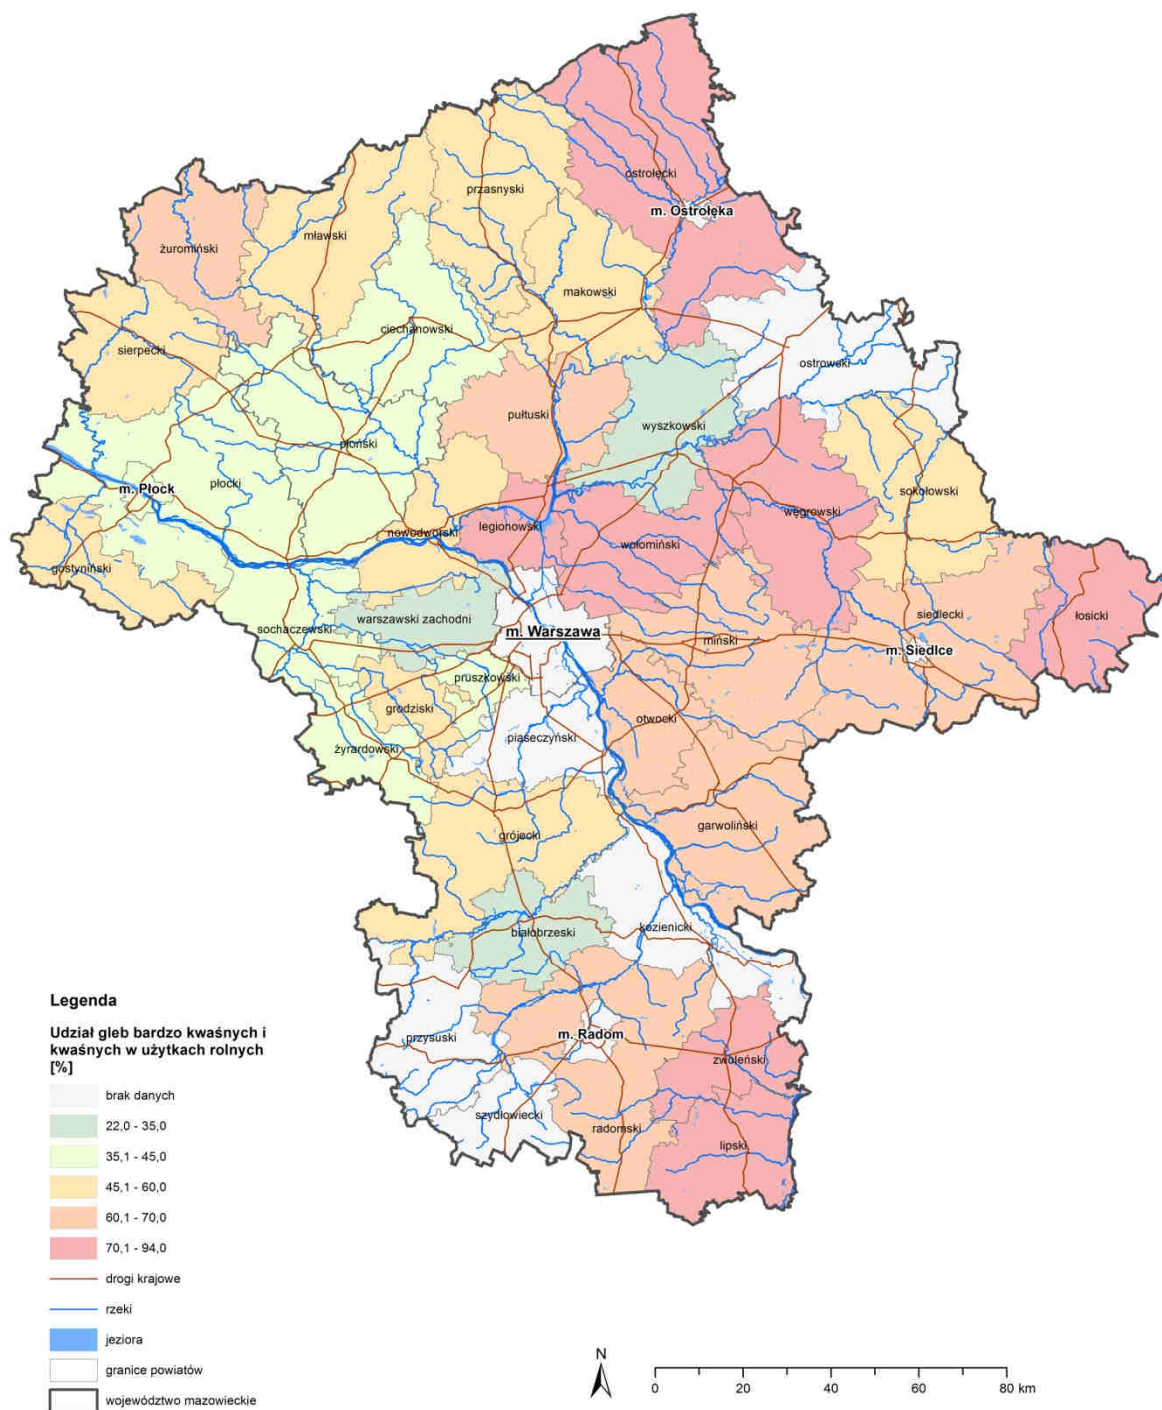 ostrołęcki
m. Ostrołęka
przasnyski
mławski
żuromiński
makowski
ciechanowski
sierpecki
ostrowski
pułtuski
wyszkowski
płoński
płocki
m. Płock
sokołowski
węgrowski
legionowski
nowodworski
wołomiński
gostyniński
siedlecki
łosicki
warszawski zachodni
sochaczewski
m. Warszawa
miński
m. Siedlce
pruszkowski
grodziski
otwocki
piaseczyński
żyrardowski
garwoliński
grójecki
kozienicki
białobrzeski
m. Radom
przysuski
zwoleński
szydłowiecki
radomski
lipski
Legenda
Udział gleb bardzo kwaśnych i
kwaśnych w użytkach rolnych
[%]
brak danych
22,0 - 35,0
35,1 - 45,0
45,1 - 60,0
60,1 - 70,0
70,1 - 94,0
drogi krajowe
rzeki
jeziora
granice powiatów
województwo mazowieckie
N
0 20 40 60 80 km